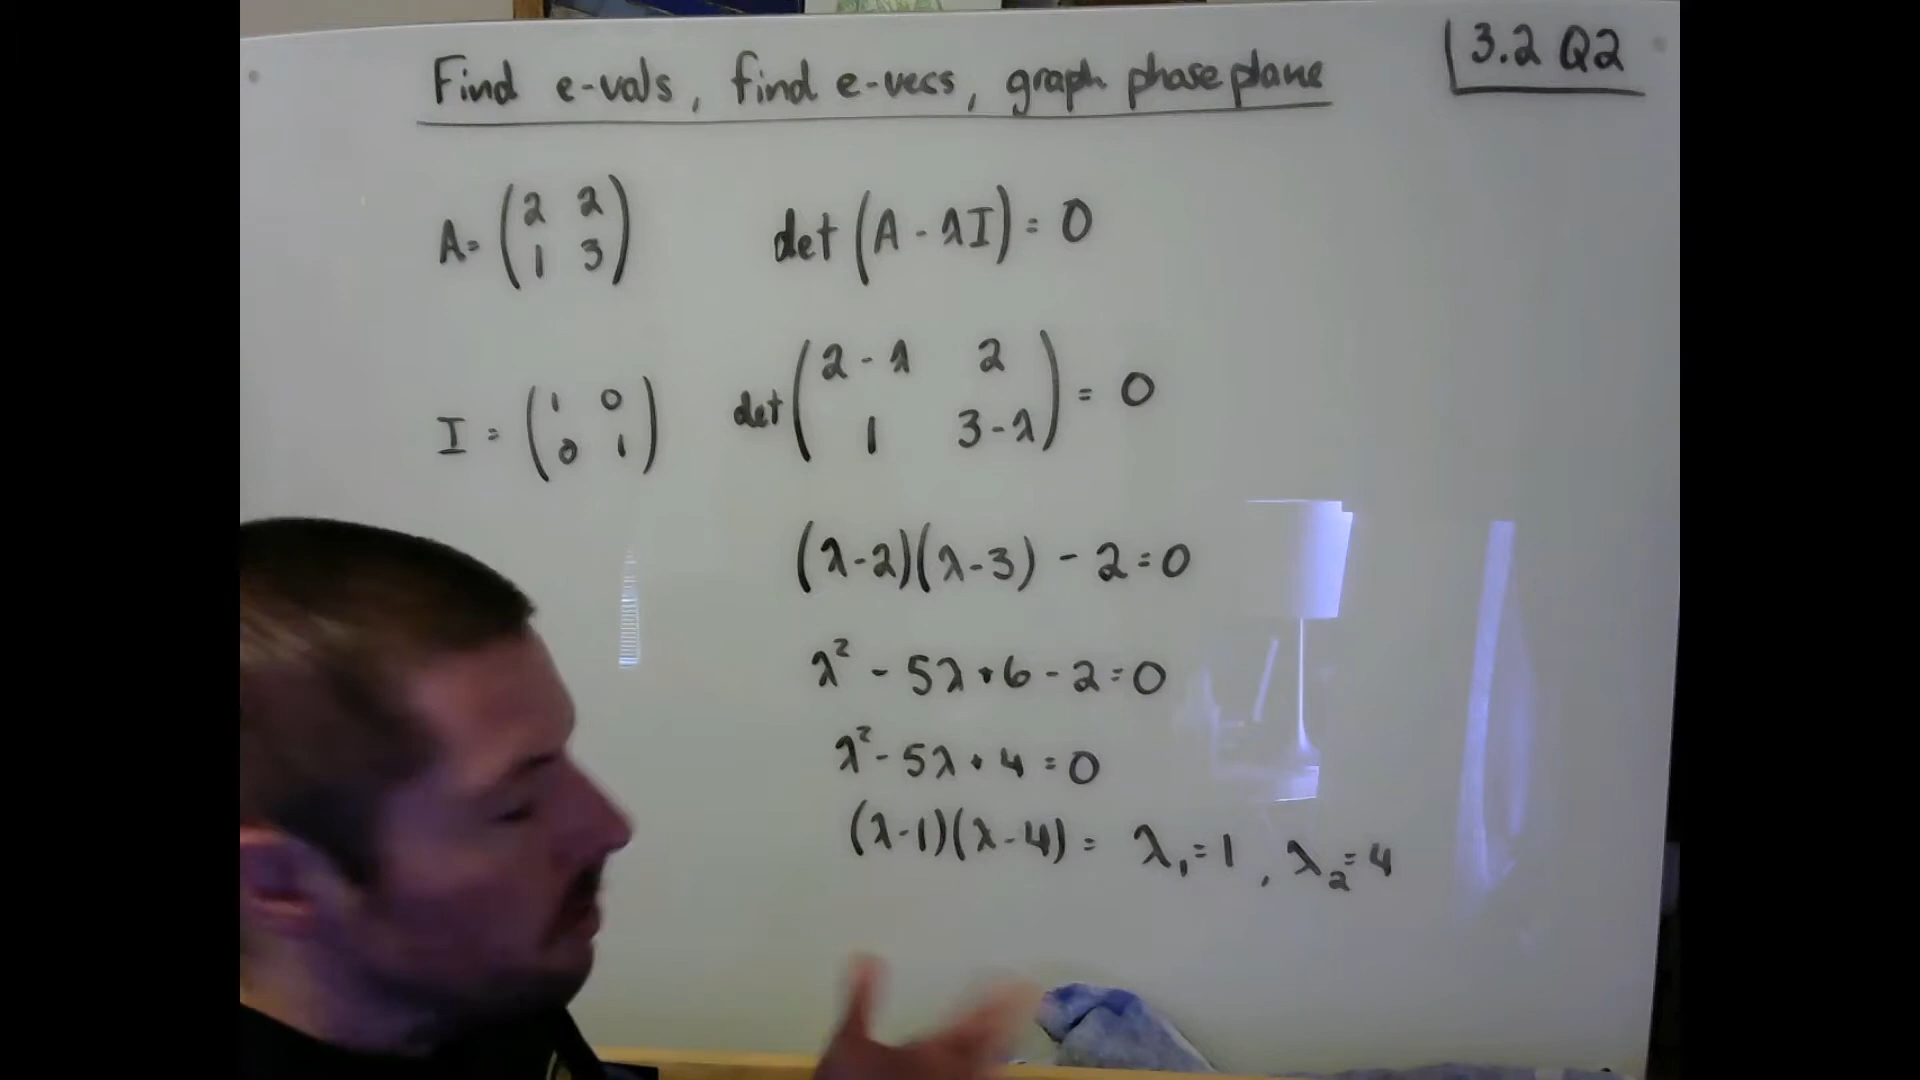 Find e-vals, find e-vecs, graph phase plane
3.2 Q2
A = (2 2
1 3)
det (A - λI) = 0
I = (1 0
0 1)
det (2 - λ 2
1 3 - λ) = 0
(λ-2)(λ-3) - 2 = 0
λ² - 5λ + 6 - 2 = 0
λ² - 5λ + 4 = 0
(λ-1)(λ-4) = λ₁ = 1, λ₂ = 4